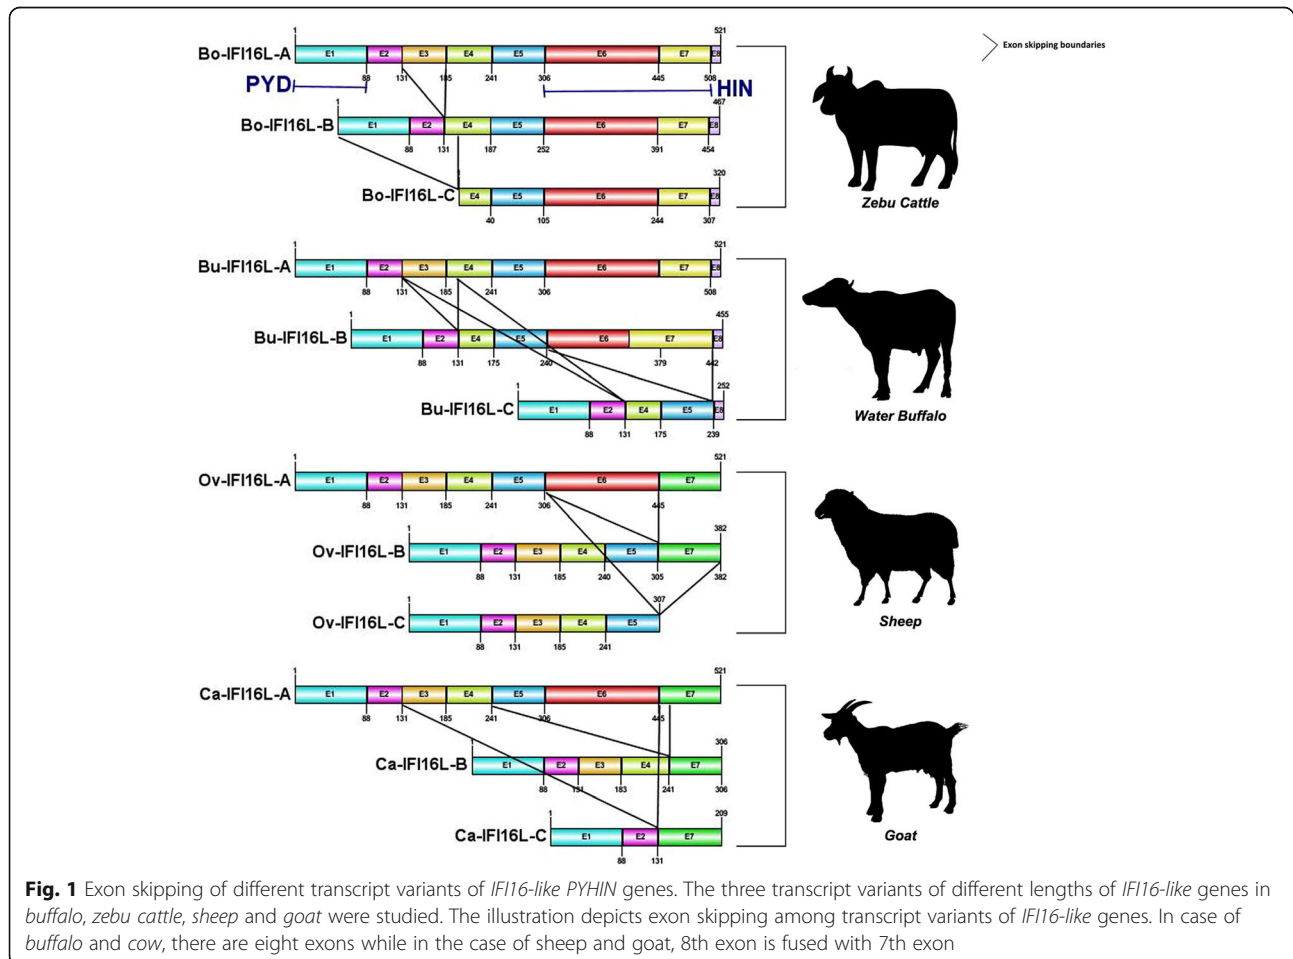 Exon skipping boundaries
1 521
Bo-IFI16L-A E1 E2 E3 E4 E5 E6 E7 E8
88 131 185 241 306 445 508
PYD HIN
1 467
Bo-IFI16L-B E1 E2 E4 E5 E6 E7 E8
88 131 187 252 391 454
320
Bo-IFI16L-C E4 E5 E6 E7 E8
40 105 244 307
Zebu Cattle
1 521
Bu-IFI16L-A E1 E2 E3 E4 E5 E6 E7 E8
88 131 185 241 306 508
1 455
Bu-IFI16L-B E1 E2 E4 E5 E6 E7 E8
88 131 175 240 379 442
252
Bu-IFI16L-C E1 E2 E4 E5 E8
88 131 175 239
Water Buffalo
1 521
Ov-IFI16L-A E1 E2 E3 E4 E5 E6 E7
88 131 185 241 306 445
1 382
Ov-IFI16L-B E1 E2 E3 E4 E5 E7
88 131 185 240 305 382
1 307
Ov-IFI16L-C E1 E2 E3 E4 E5
88 131 185 241
Sheep
1 521
Ca-IFI16L-A E1 E2 E3 E4 E5 E6 E7
88 131 185 241 306 445
1 306
Ca-IFI16L-B E1 E2 E3 E4 E7
88 131 183 241 306
1 209
Ca-IFI16L-C E1 E2 E7
88 131
Goat
Fig. 1 Exon skipping of different transcript variants of IFI16-like PYHIN genes. The three transcript variants of different lengths of IFI16-like genes in
buffalo, zebu cattle, sheep and goat were studied. The illustration depicts exon skipping among transcript variants of IFI16-like genes. In case of
buffalo and cow, there are eight exons while in the case of sheep and goat, 8th exon is fused with 7th exon